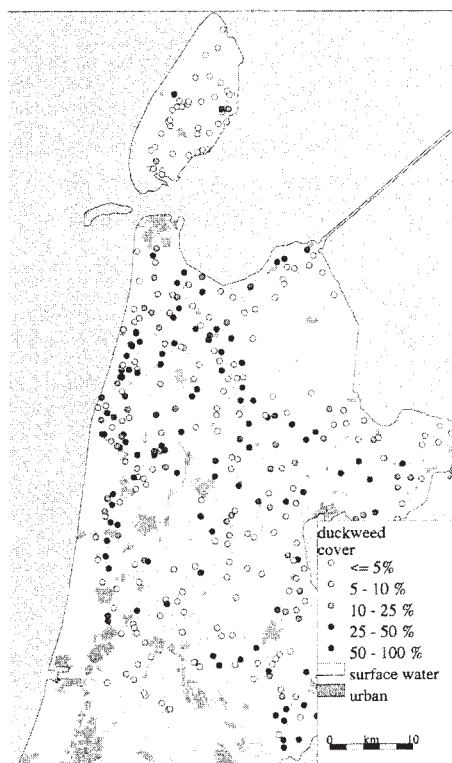 duckweed
cover
<= 5%
5 - 10 %
10 - 25 %
25 - 50 %
50 - 100 %
surface water
urban
0 km 10